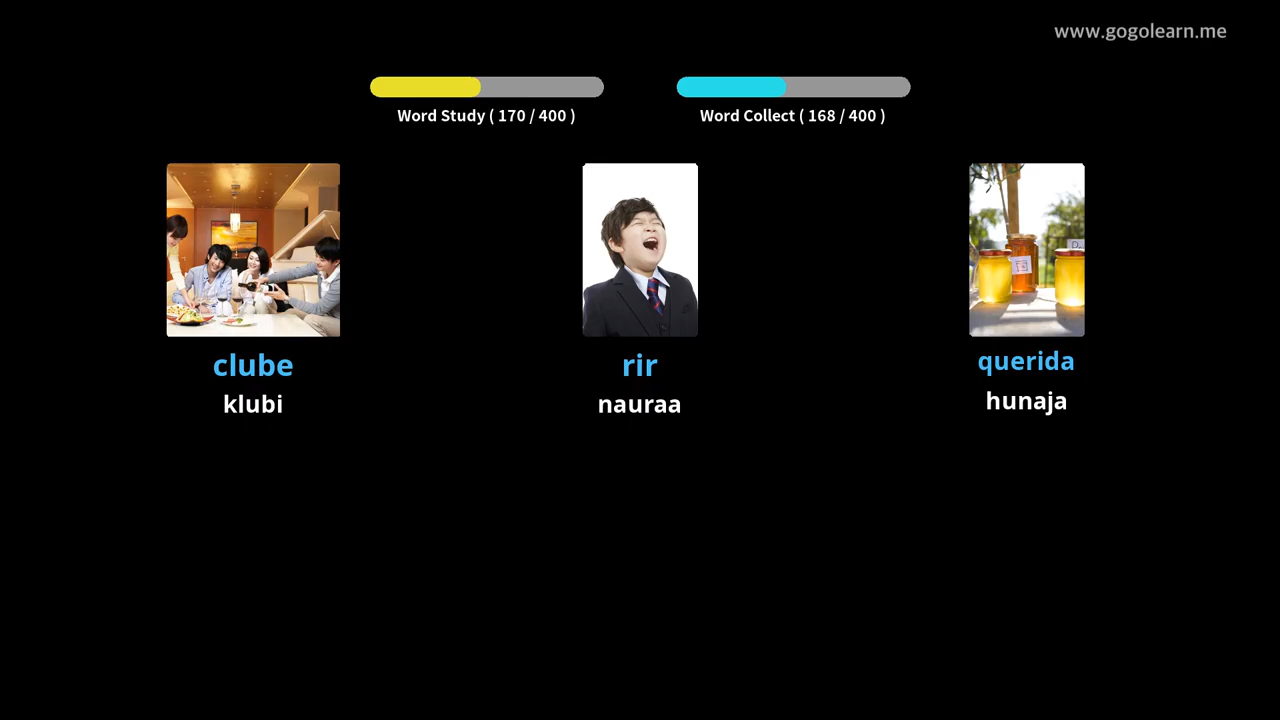 www.gogolearn.me
Word Study ( 170 / 400 )
Word Collect ( 168 / 400 )
clube
klubi
rir
nauraa
querida
hunaja